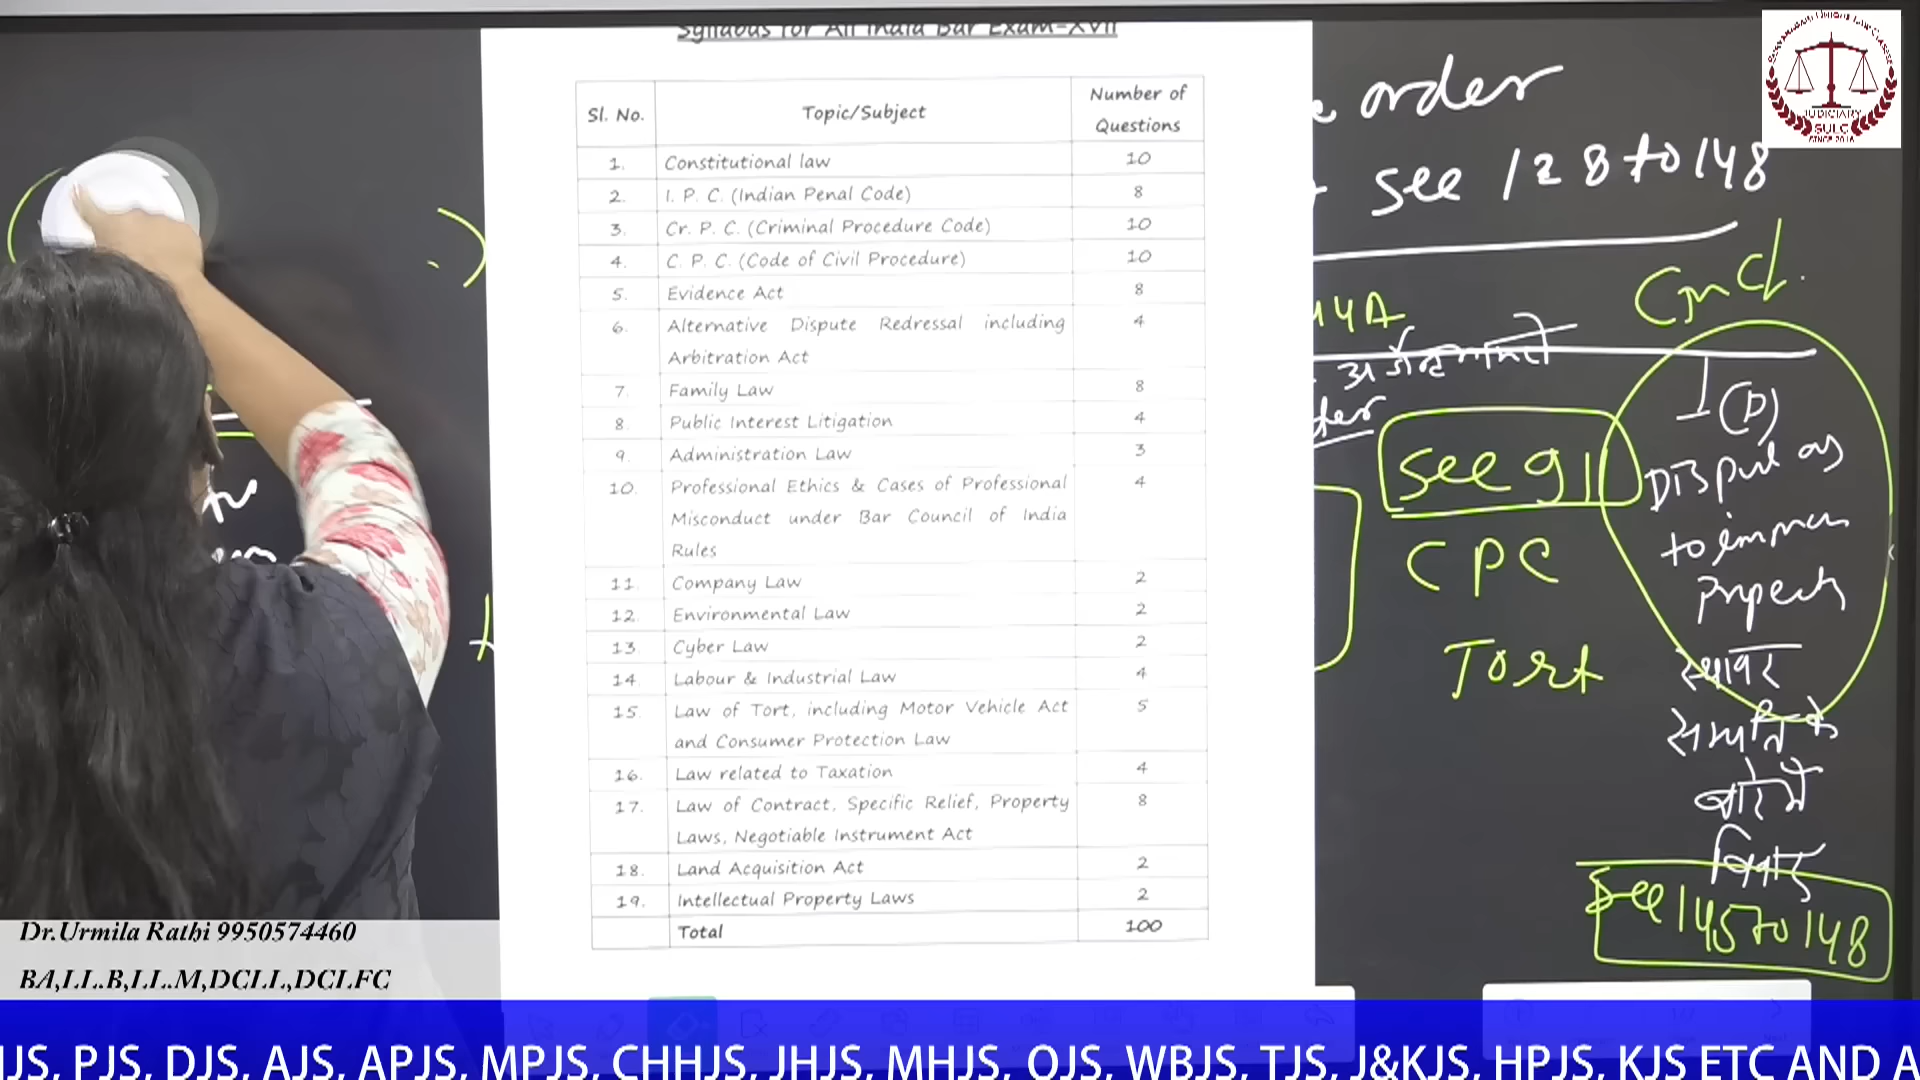 Syllabus for All India Bar Exam-XVII
Sl. No. Topic/Subject Number of Questions
1. Constitutional law 10
2. I. P. C. (Indian Penal Code) 8
3. Cr. P. C. (Criminal Procedure Code) 10
4. C. P. C. (Code of Civil Procedure) 10
5. Evidence Act 8
6. Alternative Dispute Redressal including 4
Arbitration Act
7. Family Law 8
8. Public Interest Litigation 4
9. Administration Law 3
10. Professional Ethics & Cases of Professional 4
Misconduct under Bar Council of India
Rules
11. Company Law 2
12. Environmental Law 2
13. Cyber Law 2
14. Labour & Industrial Law 4
15. Law of Tort, including Motor Vehicle Act 5
and Consumer Protection Law
16. Law related to Taxation 4
17. Law of Contract, Specific Relief, Property 8
Laws, Negotiable Instrument Act
18. Land Acquisition Act 2
19. Intellectual Property Laws 2
Total 100
order
see 128 to 148
(D)
to immov
स्थावर
सम्पत्ति के
बारे में
विवाद
see 145 to 148
see 91
CPC
Tort
JUDICIARY
SULC
SINCE 2016
Dr.Urmila Rathi 9950574460
BA,LL.B,LL.M,DCLL,DCLFC
JS, PJS, DJS, AJS, APJS, MPJS, CHHJS, JHJS, MHJS, OJS, WBJS, TJS, J&KJS, HPJS, KJS ETC AND A